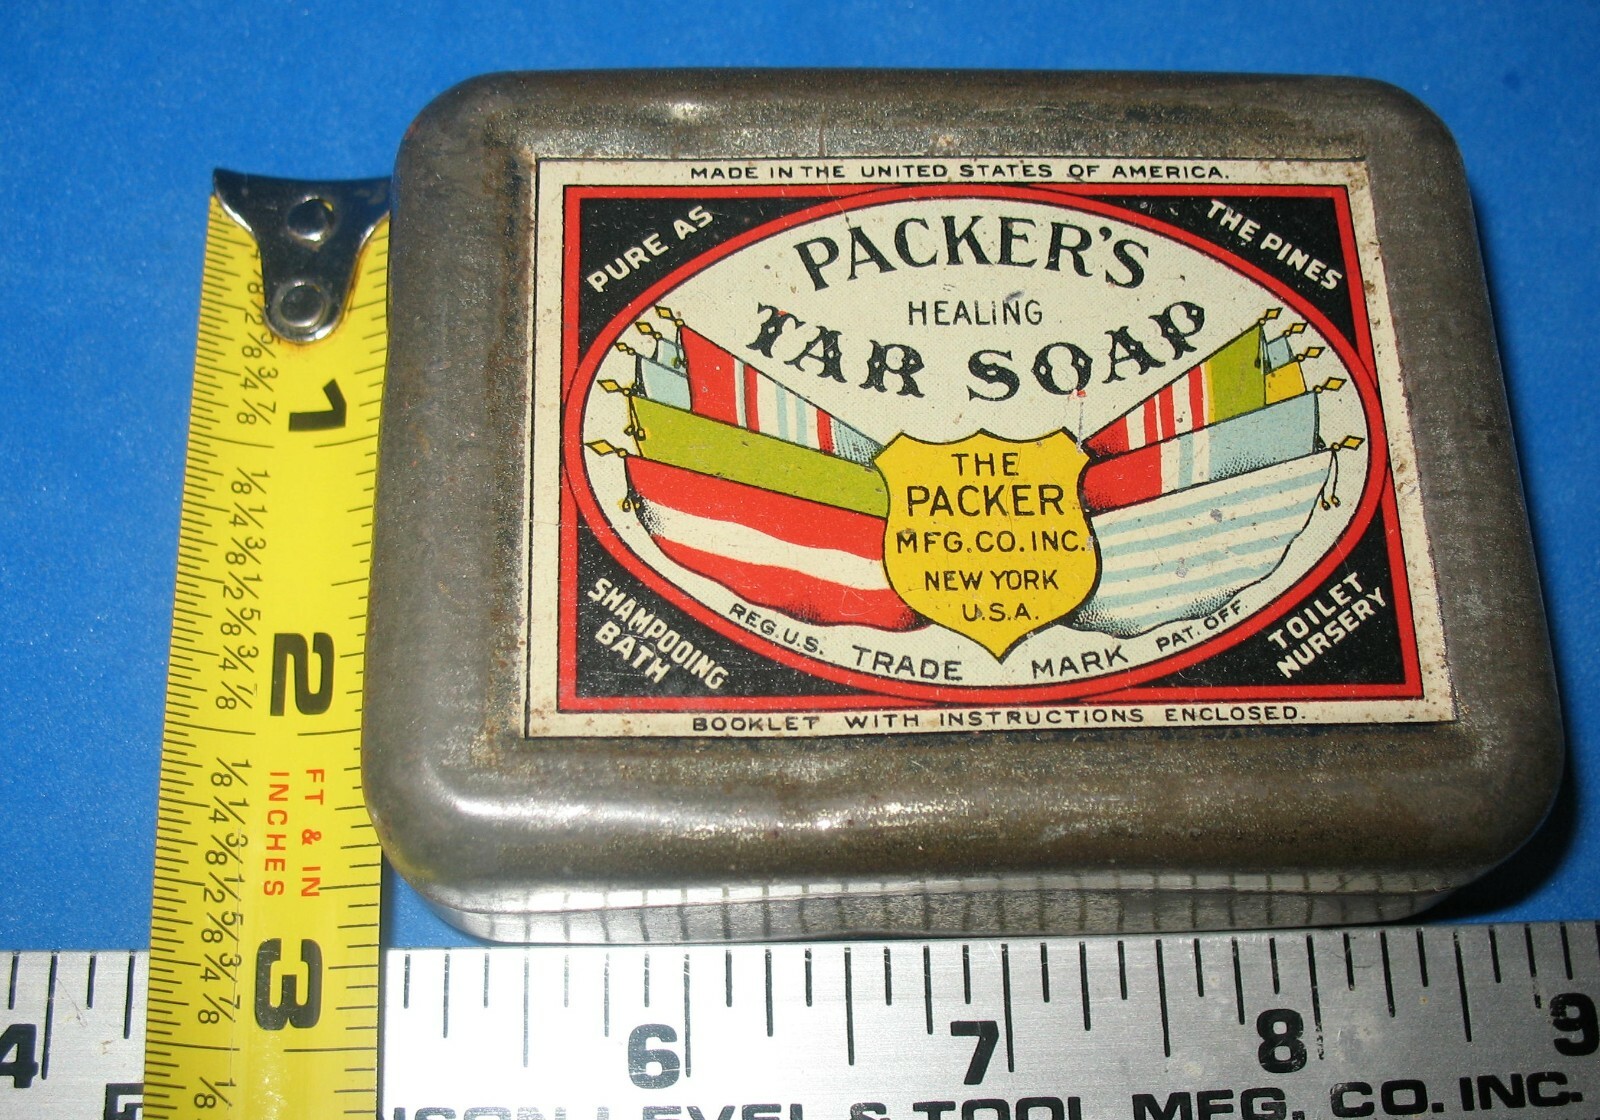 MADE IN THE UNITED STATES OF AMERICA.
PURE AS
THE PINES
PACKER'S
HEALING
TAR SOAP
THE
PACKER
MFG. CO. INC.
NEW YORK
U.S.A.
REG. U.S. TRADE MARK PAT. OFF.
SHAMPOOING
BATH
TOILET
NURSERY
BOOKLET WITH INSTRUCTIONS ENCLOSED.
1
2
FT & IN
INCHES
3
4 6 7 8 9
LEVEL & TOOL MFG. CO. INC.